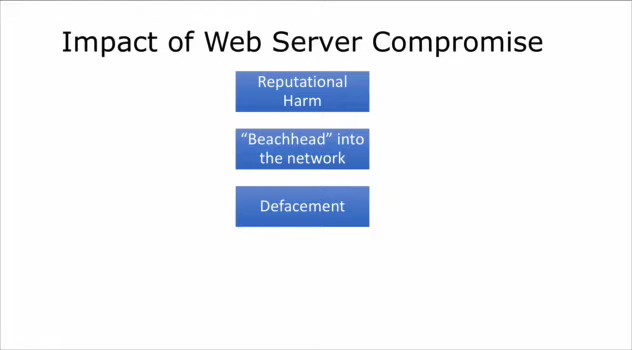 Impact of Web Server Compromise
Reputational
Harm
“Beachhead” into
the network
Defacement